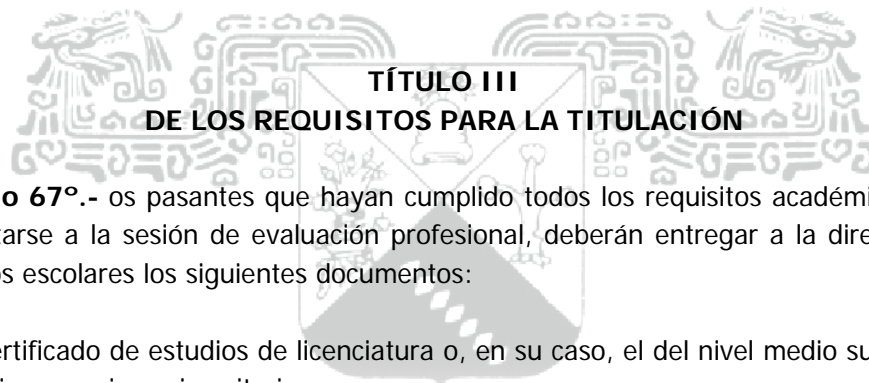 TÍTULO III
DE LOS REQUISITOS PARA LA TITULACIÓN
o 67°.- os pasantes que hayan cumplido todos los requisitos académi
tarse a la sesión de evaluación profesional, deberán entregar a la dire
os escolares los siguientes documentos:
ertificado de estudios de licenciatura o, en su caso, el del nivel medio su